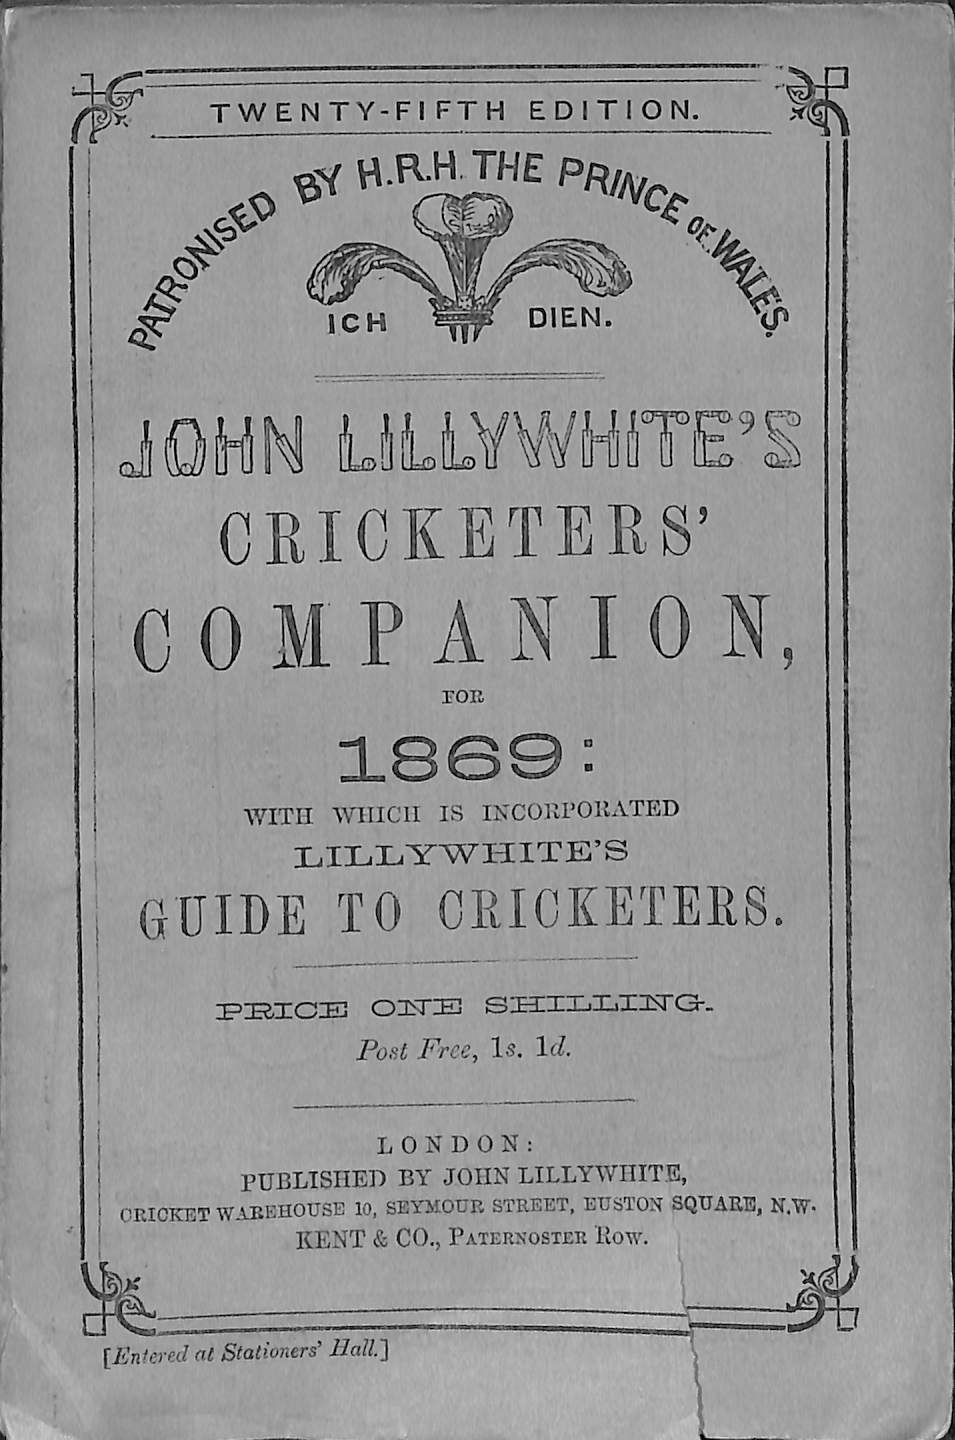 TWENTY-FIFTH EDITION.
PATRONISED BY H.R.H. THE PRINCE OF WALES.
ICH DIEN.
JOHN LILLYWHITE'S
CRICKETERS'
COMPANION,
FOR
1869:
WITH WHICH IS INCORPORATED
LILLYWHITE'S
GUIDE TO CRICKETERS.
PRICE ONE SHILLING.
Post Free, 1s. 1d.
LONDON:
PUBLISHED BY JOHN LILLYWHITE,
CRICKET WAREHOUSE 10, SEYMOUR STREET, EUSTON SQUARE, N.W.
KENT & CO., PATERNOSTER ROW.
[Entered at Stationers' Hall.]